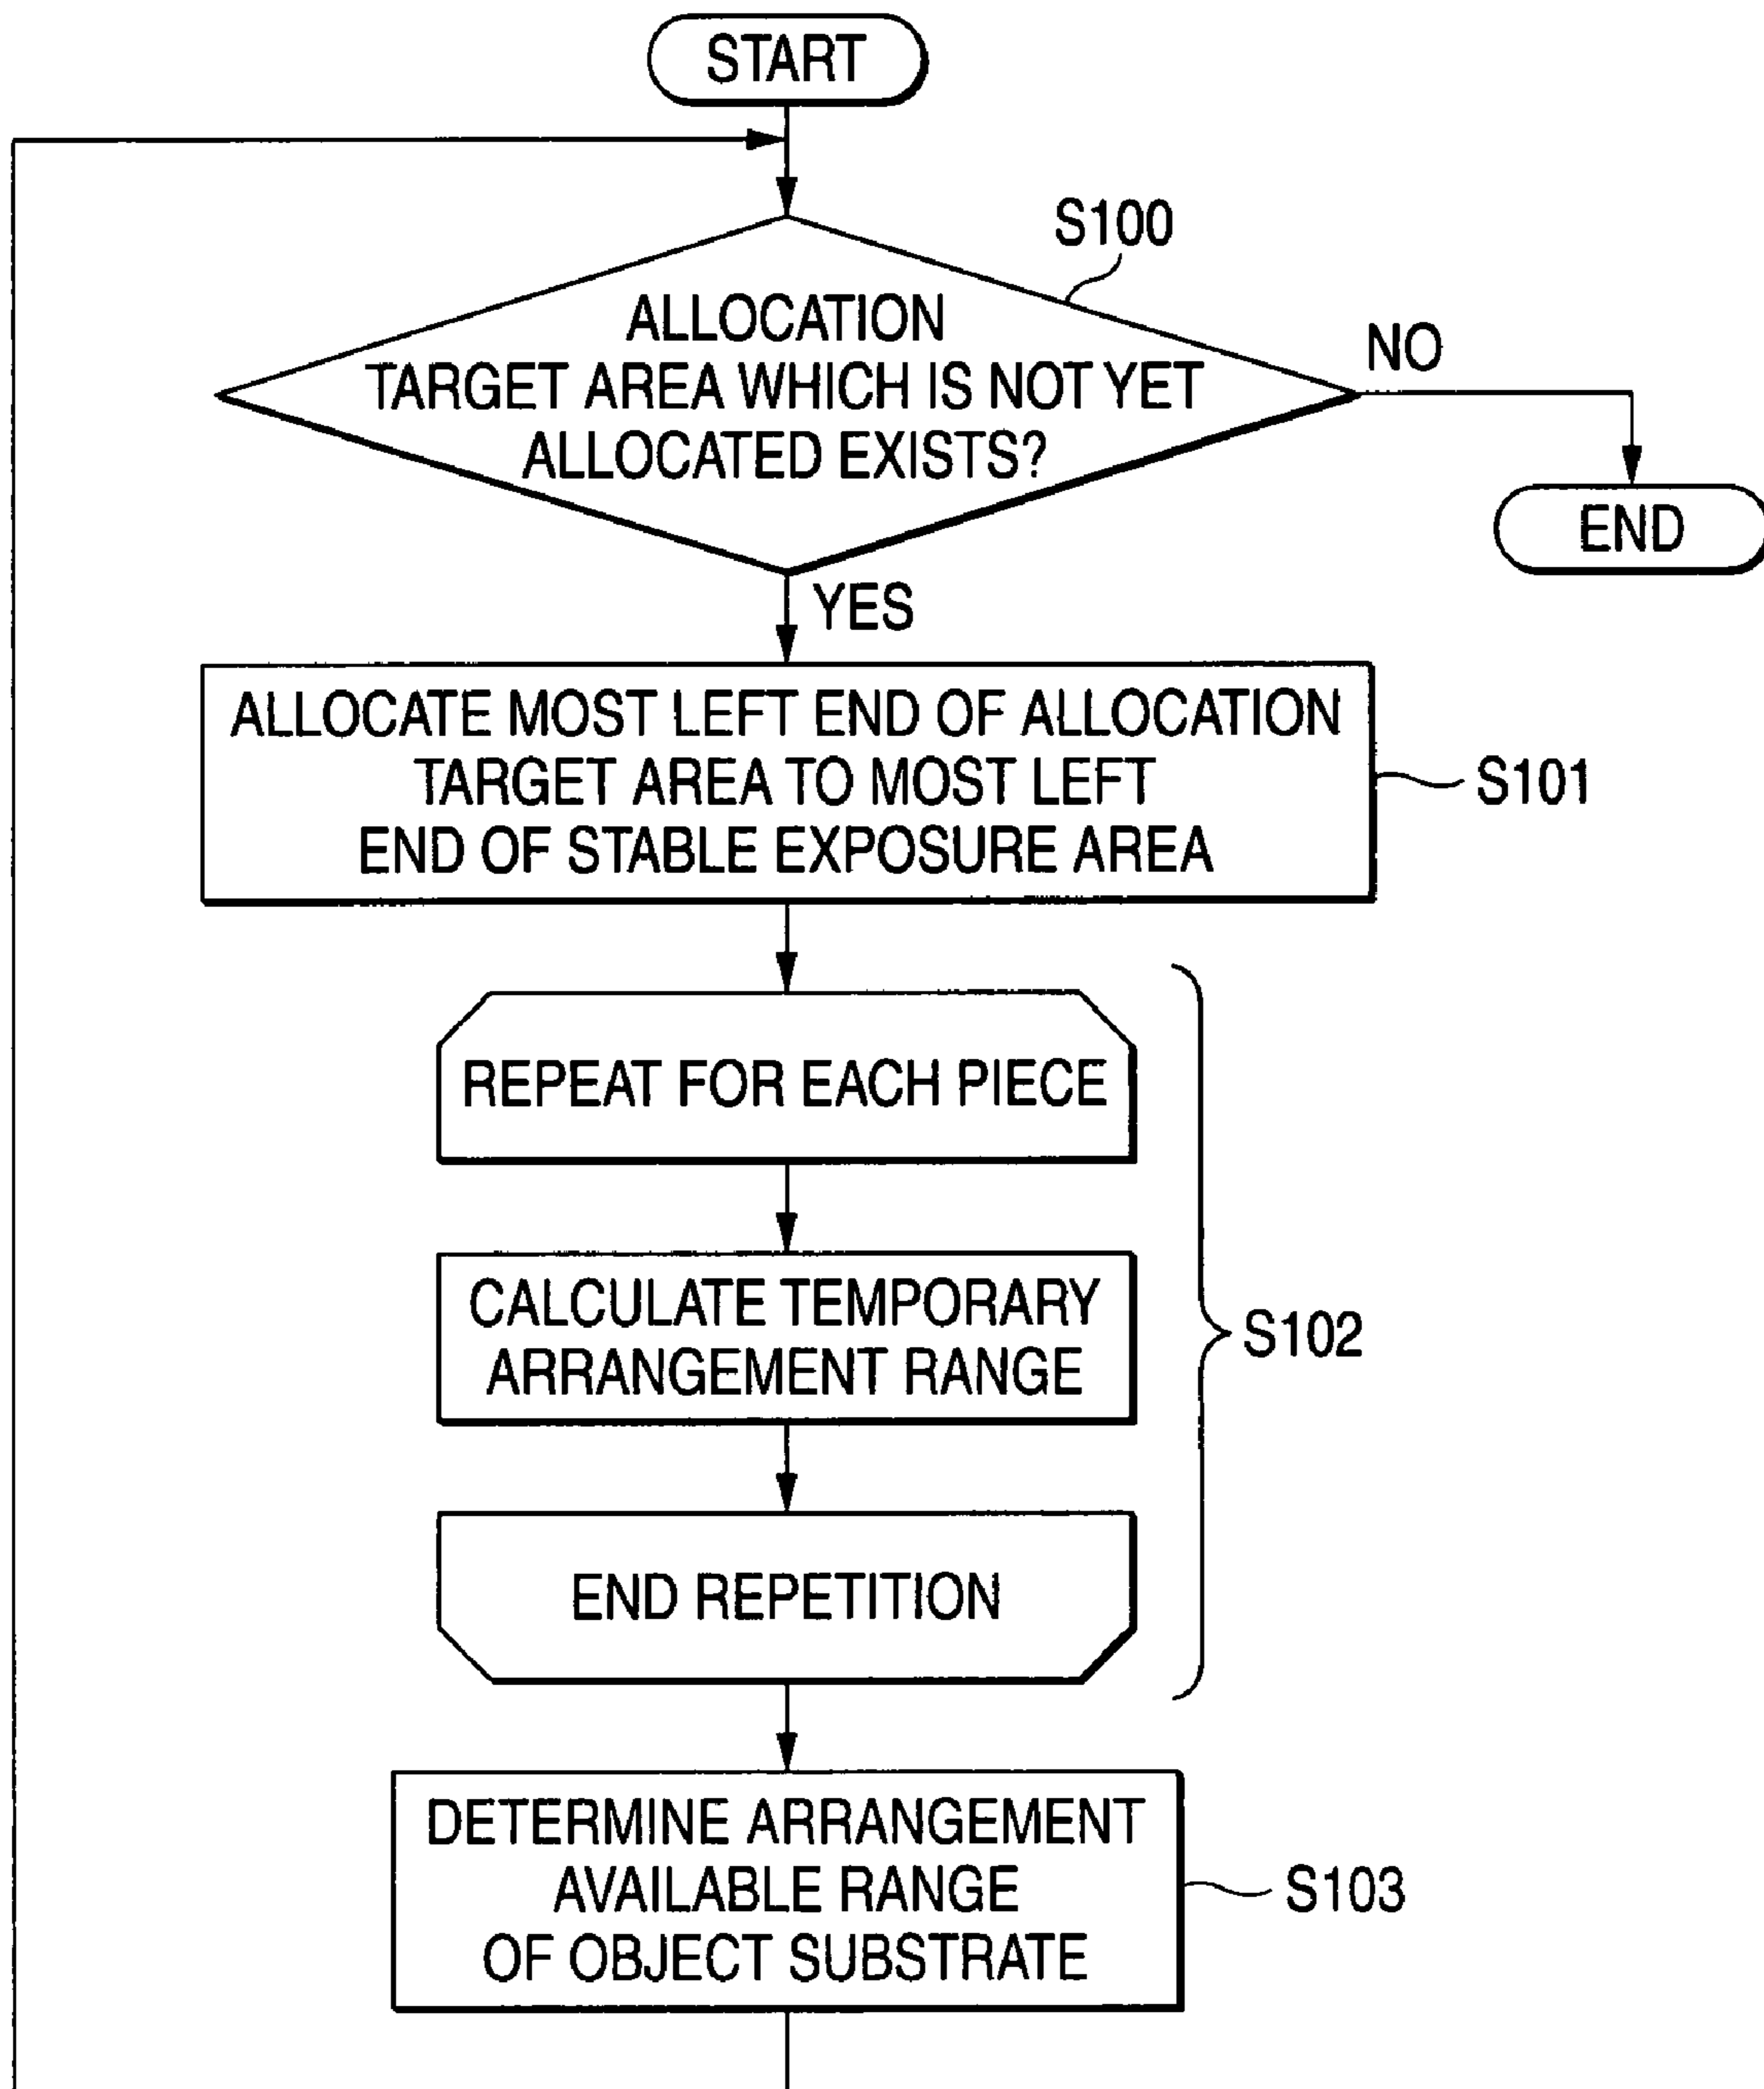 START
S100
ALLOCATION
TARGET AREA WHICH IS NOT YET
ALLOCATED EXISTS?
NO
END
YES
ALLOCATE MOST LEFT END OF ALLOCATION
TARGET AREA TO MOST LEFT
END OF STABLE EXPOSURE AREA
S101
REPEAT FOR EACH PIECE
CALCULATE TEMPORARY
ARRANGEMENT RANGE
S102
END REPETITION
DETERMINE ARRANGEMENT
AVAILABLE RANGE
OF OBJECT SUBSTRATE
S103